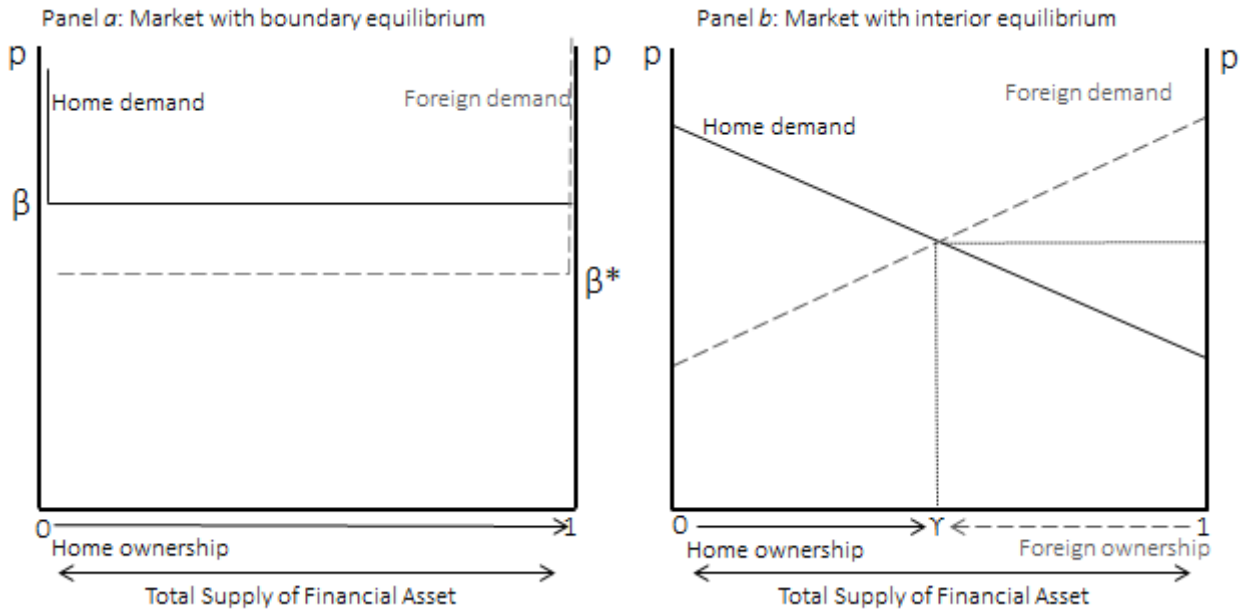 Panel a: Market with boundary equilibrium
p
p
Home demand
Foreign demand
β
β*
0
1
Home ownership
Total Supply of Financial Asset
Panel b: Market with interior equilibrium
p
p
Foreign demand
Home demand
0
ϒ
1
Home ownership
Foreign ownership
Total Supply of Financial Asset